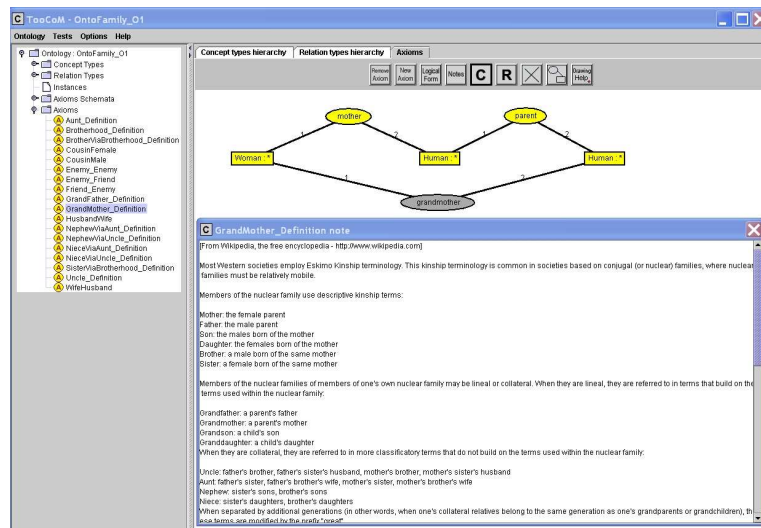 TooCoM - OntoFamily_O1
Ontology Tests Options Help
Ontology : OntoFamily_O1
Concept Types
Relation Types
Instances
Axioms Schemata
Axioms
Aunt_Definition
Brotherhood_Definition
BrotherViaBrotherhood_Definition
CousinFemale
CousinMale
Enemy_Enemy
Enemy_Friend
Friend_Enemy
GrandFather_Definition
GrandMother_Definition
HusbandWife
NephewViaAunt_Definition
NephewViaUncle_Definition
NieceViaAunt_Definition
NieceViaUncle_Definition
SisterViaBrotherhood_Definition
Uncle_Definition
WifeHusband
Concept types hierarchy Relation types hierarchy Axioms
Remove Axiom New Axiom Logical Form Notes C R Drawing Help
mother parent
1 2 1 2
Woman : * Human : * Human : *
1 2
grandmother
GrandMother_Definition note
[From Wikipedia, the free encyclopedia - http://www.wikipedia.com]
Most Western societies employ Eskimo Kinship terminology. This kinship terminology is common in societies based on conjugal (or nuclear) families, where nuclear
families must be relatively mobile.
Members of the nuclear family use descriptive kinship terms:
Mother: the female parent
Father: the male parent
Son: the males born of the mother
Daughter: the females born of the mother
Brother: a male born of the same mother
Sister: a female born of the same mother
Members of the nuclear families of members of one's own nuclear family may be lineal or collateral. When they are lineal, they are referred to in terms that build on the
terms used within the nuclear family:
Grandfather: a parent's father
Grandmother: a parent's mother
Grandson: a child's son
Granddaughter: a child's daughter
When they are collateral, they are referred to in more classificatory terms that do not build on the terms used within the nuclear family:
Uncle: father's brother, father's sister's husband, mother's brother, mother's sister's husband
Aunt: father's sister, father's brother's wife, mother's sister, mother's brother's wife
Nephew: sister's sons, brother's sons
Niece: sister's daughters, brother's daughters
When separated by additional generations (in other words, when one's collateral relatives belong to the same generation as one's grandparents or grandchildren), th
ese terms are modified by the prefix "great".